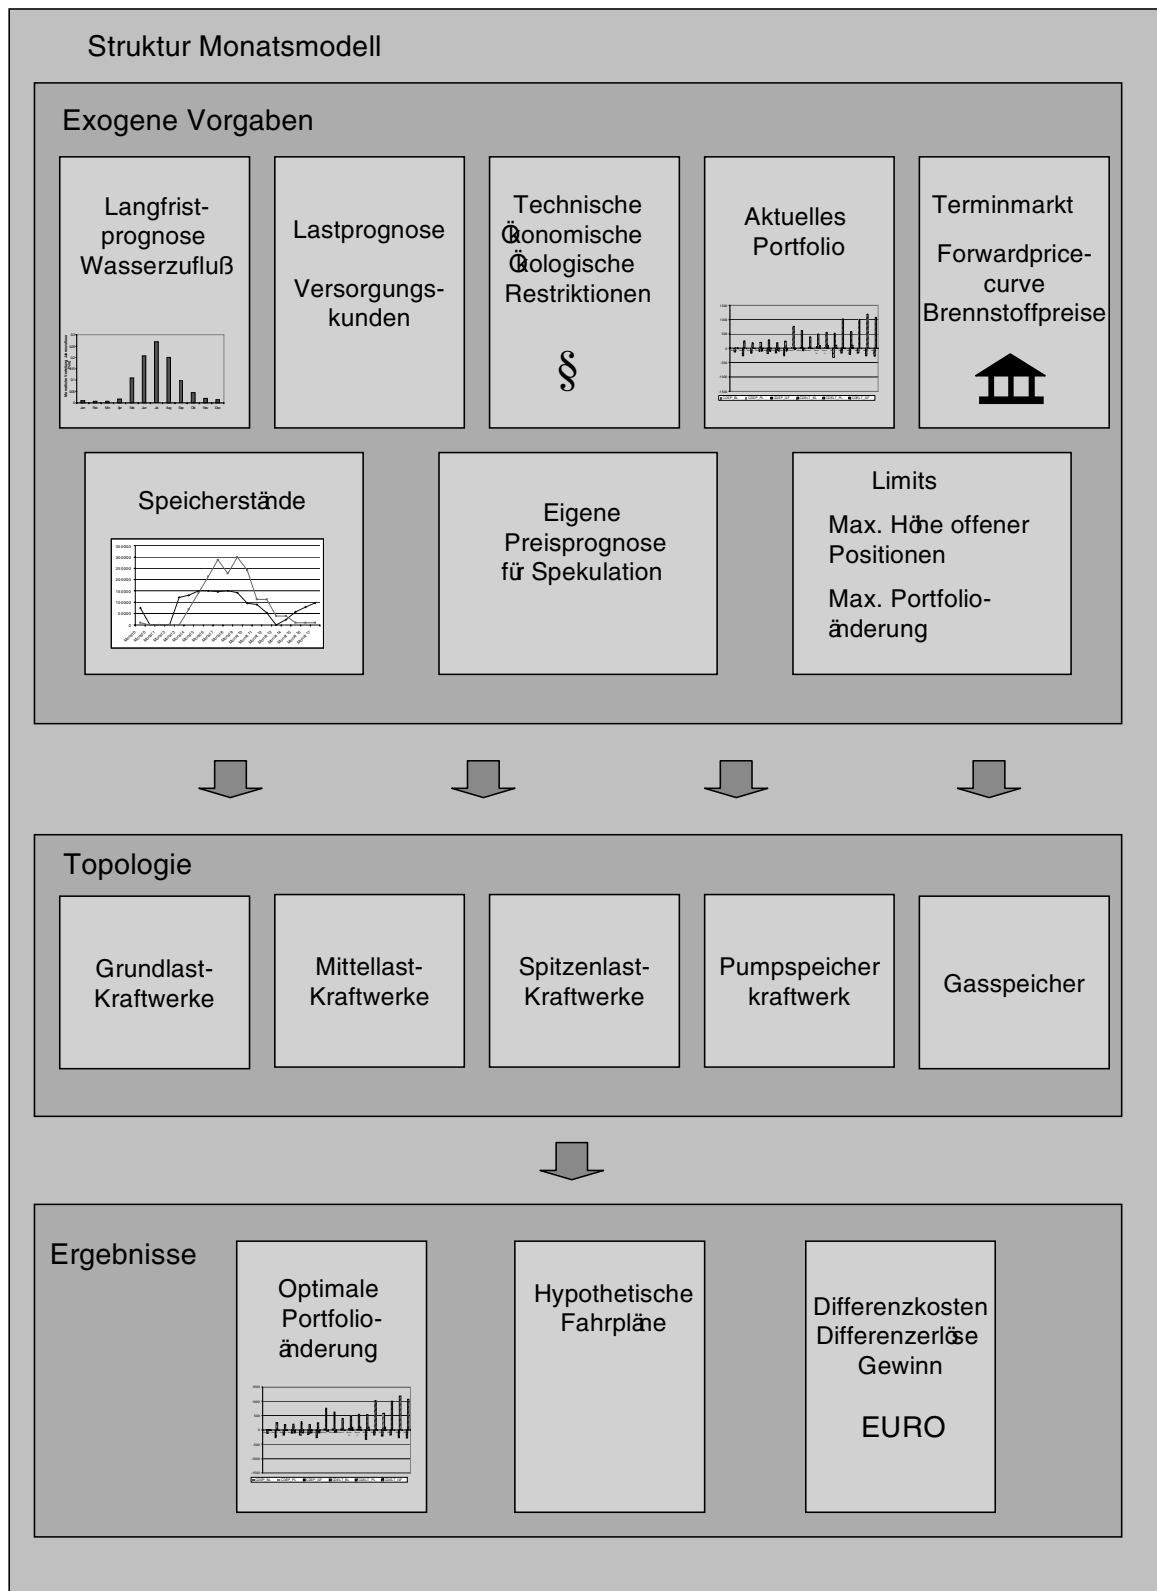 Struktur Monatsmodell
Exogene Vorgaben
Langfrist-
prognose
Wasserzufluß
Lastprognose
Versorgungs-
kunden
Technische
Ökonomische
Ökologische
Restriktionen
§
Aktuelles
Portfolio
Terminmarkt
Forwardprice-
curve
Brennstoffpreise
Speicherstände
Eigene
Preisprognose
für Spekulation
Limits
Max. Höhe offener
Positionen
Max. Portfolio-
änderung
Topologie
Grundlast-
Kraftwerke
Mittellast-
Kraftwerke
Spitzenlast-
Kraftwerke
Pumpspeicher
kraftwerk
Gasspeicher
Ergebnisse
Optimale
Portfolio-
änderung
Hypothetische
Fahrpläne
Differenzkosten
Differenzerlöse
Gewinn
EURO